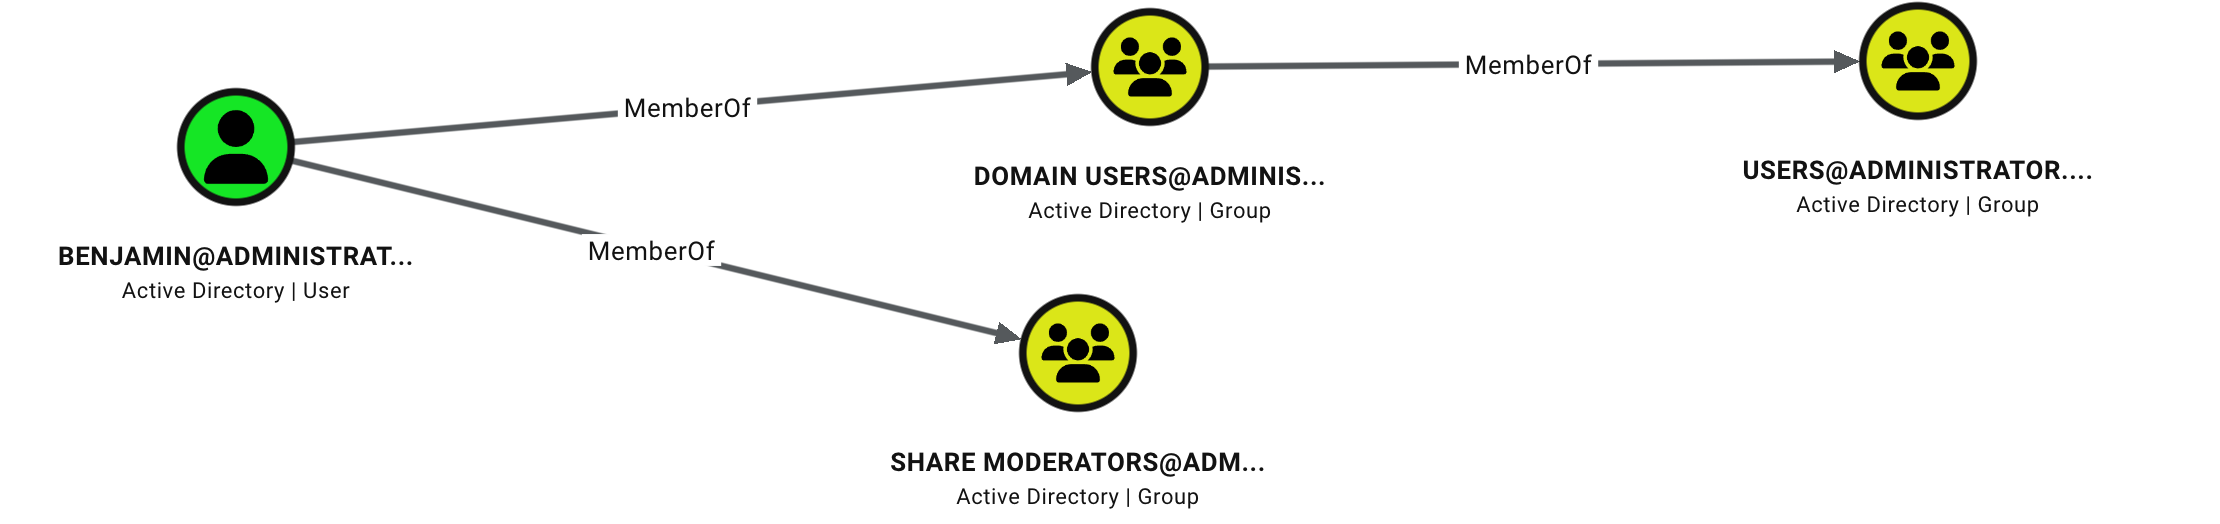 MemberOf
MemberOf
DOMAIN USERS@ADMINIS...
Active Directory | Group
USERS@ADMINISTRATOR....
Active Directory | Group
BENJAMIN@ADMINISTRAT...
Active Directory | User
MemberOf
SHARE MODERATORS@ADM...
Active Directory | Group